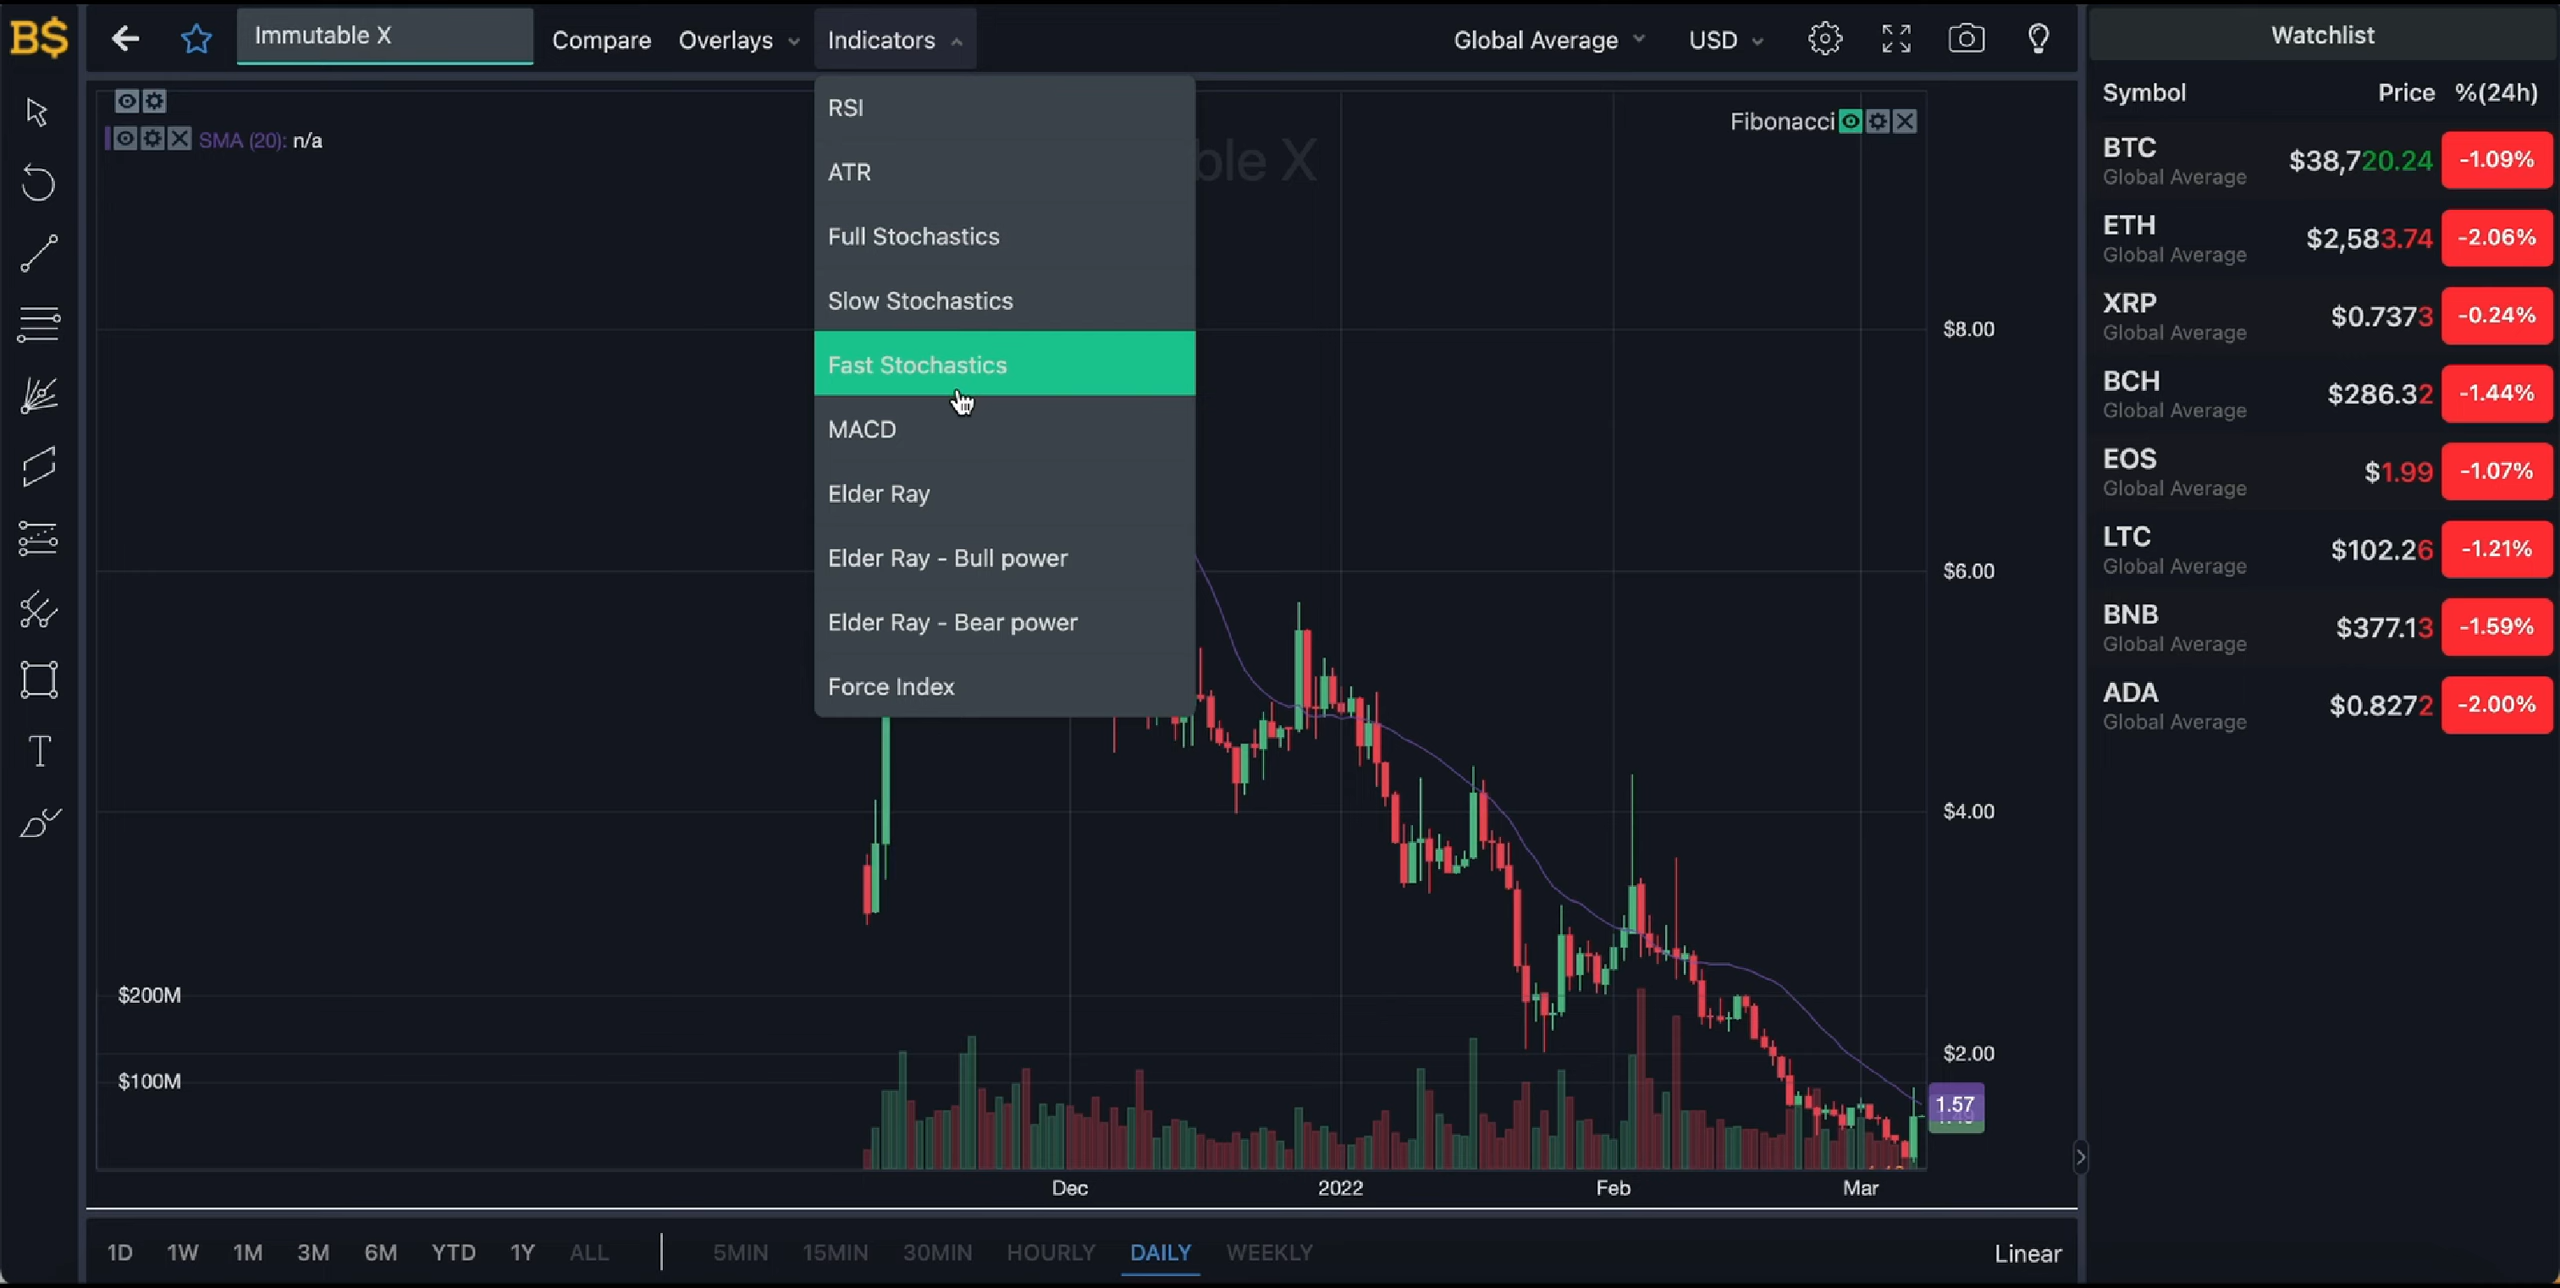 B$
Immutable X
Compare
Overlays
Indicators
Global Average
USD
SMA (20): n/a
RSI
ATR
Full Stochastics
Slow Stochastics
Fast Stochastics
MACD
Elder Ray
Elder Ray - Bull power
Elder Ray - Bear power
Force Index
ble X
Fibonacci
$8.00
$6.00
$4.00
$2.00
1.57
$200M
$100M
Dec
2022
Feb
Mar
1D
1W
1M
3M
6M
YTD
1Y
ALL
5MIN
15MIN
30MIN
HOURLY
DAILY
WEEKLY
Linear
Watchlist
Symbol Price %(24h)
BTC $38,720.24 -1.09%
Global Average
ETH $2,583.74 -2.06%
Global Average
XRP $0.7373 -0.24%
Global Average
BCH $286.32 -1.44%
Global Average
EOS $1.99 -1.07%
Global Average
LTC $102.26 -1.21%
Global Average
BNB $377.13 -1.59%
Global Average
ADA $0.8272 -2.00%
Global Average
T